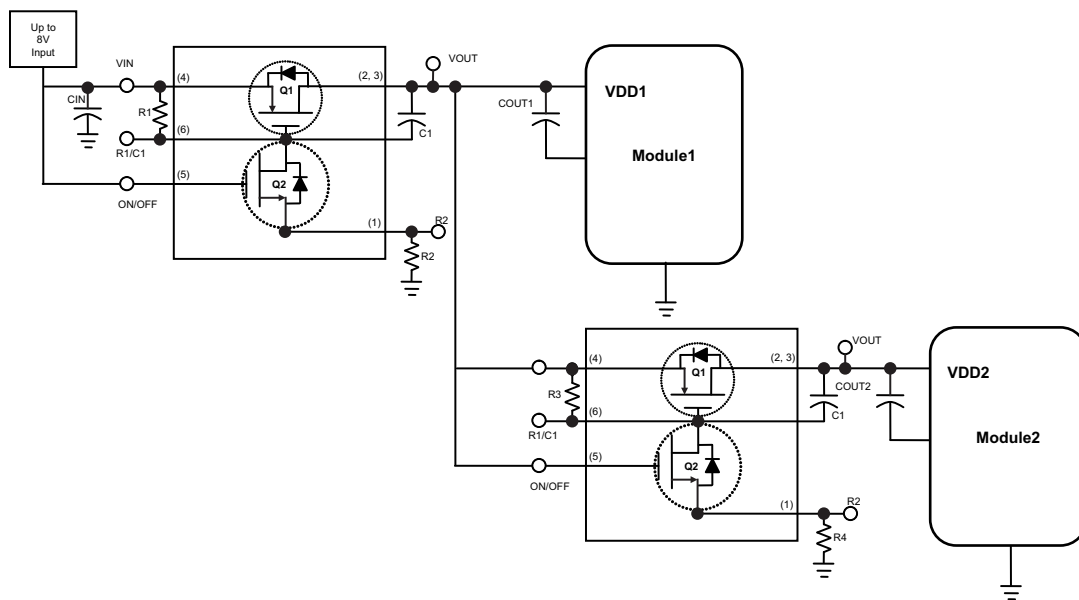 Up to
8V
Input
VIN
(4)
Q1
(2, 3)
VOUT
CIN
R1
C1
COUT1
VDD1
Module1
R1/C1
(6)
(5)
Q2
ON/OFF
(1)
R2
R2
(4)
Q1
(2, 3)
VOUT
R3
C1
COUT2
VDD2
Module2
R1/C1
(6)
(5)
Q2
ON/OFF
(1)
R2
R4